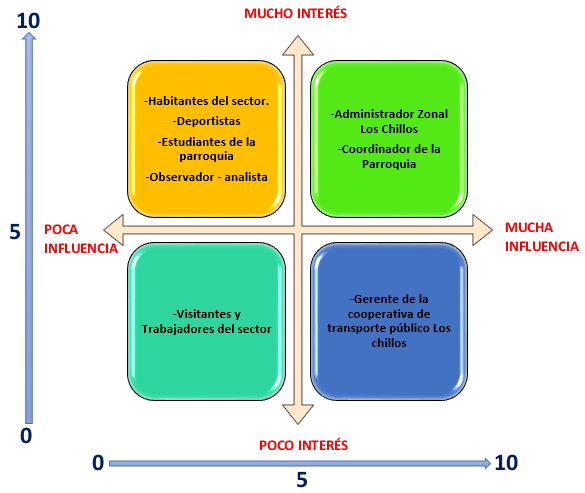 10
MUCHO INTERÉS
-Habitantes del sector.
-Deportistas
-Estudiantes de la
parroquia
-Observador - analista
-Administrador Zonal
Los Chillos
-Coordinador de la
Parroquia
5
POCA
INFLUENCIA
MUCHA
INFLUENCIA
-Visitantes y
Trabajadores del sector
-Gerente de la
cooperativa de
transporte público Los
chillos
0
POCO INTERÉS
0
5
10